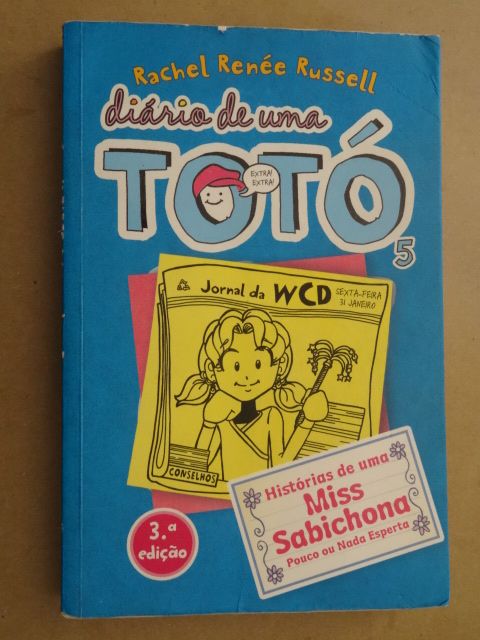 Rachel Renée Russell
diário de uma
TOTÓ
EXTRA!
EXTRA!
5
Jornal da WCD
SEXTA-FEIRA
31 JANEIRO
CONSELHOS
Histórias de uma
Miss
Sabichona
Pouco ou Nada Esperta
3.ª
edição